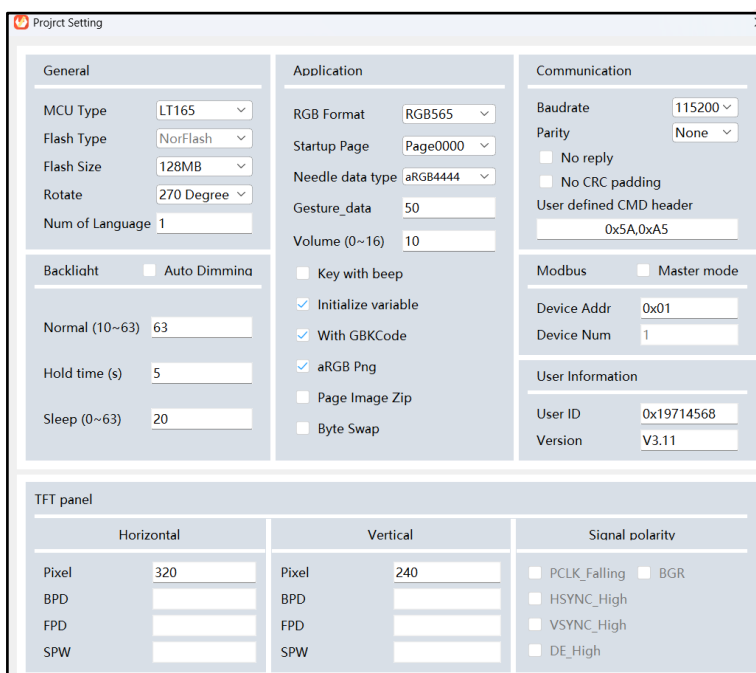 Projrct Setting
General
MCU Type LT165
Flash Type NorFlash
Flash Size 128MB
Rotate 270 Degree
Num of Language 1
Backlight Auto Dimming
Normal (10~63) 63
Hold time (s) 5
Sleep (0~63) 20
Application
RGB Format RGB565
Startup Page Page0000
Needle data type aRGB4444
Gesture_data 50
Volume (0~16) 10
Key with beep
Initialize variable
With GBKCode
aRGB Png
Page Image Zip
Byte Swap
Communication
Baudrate 115200
Parity None
No reply
No CRC padding
User defined CMD header
0x5A,0xA5
Modbus Master mode
Device Addr 0x01
Device Num 1
User Information
User ID 0x19714568
Version V3.11
TFT panel
Horizontal
Pixel 320
BPD
FPD
SPW
Vertical
Pixel 240
BPD
FPD
SPW
Signal polarity
PCLK_Falling BGR
HSYNC_High
VSYNC_High
DE_High